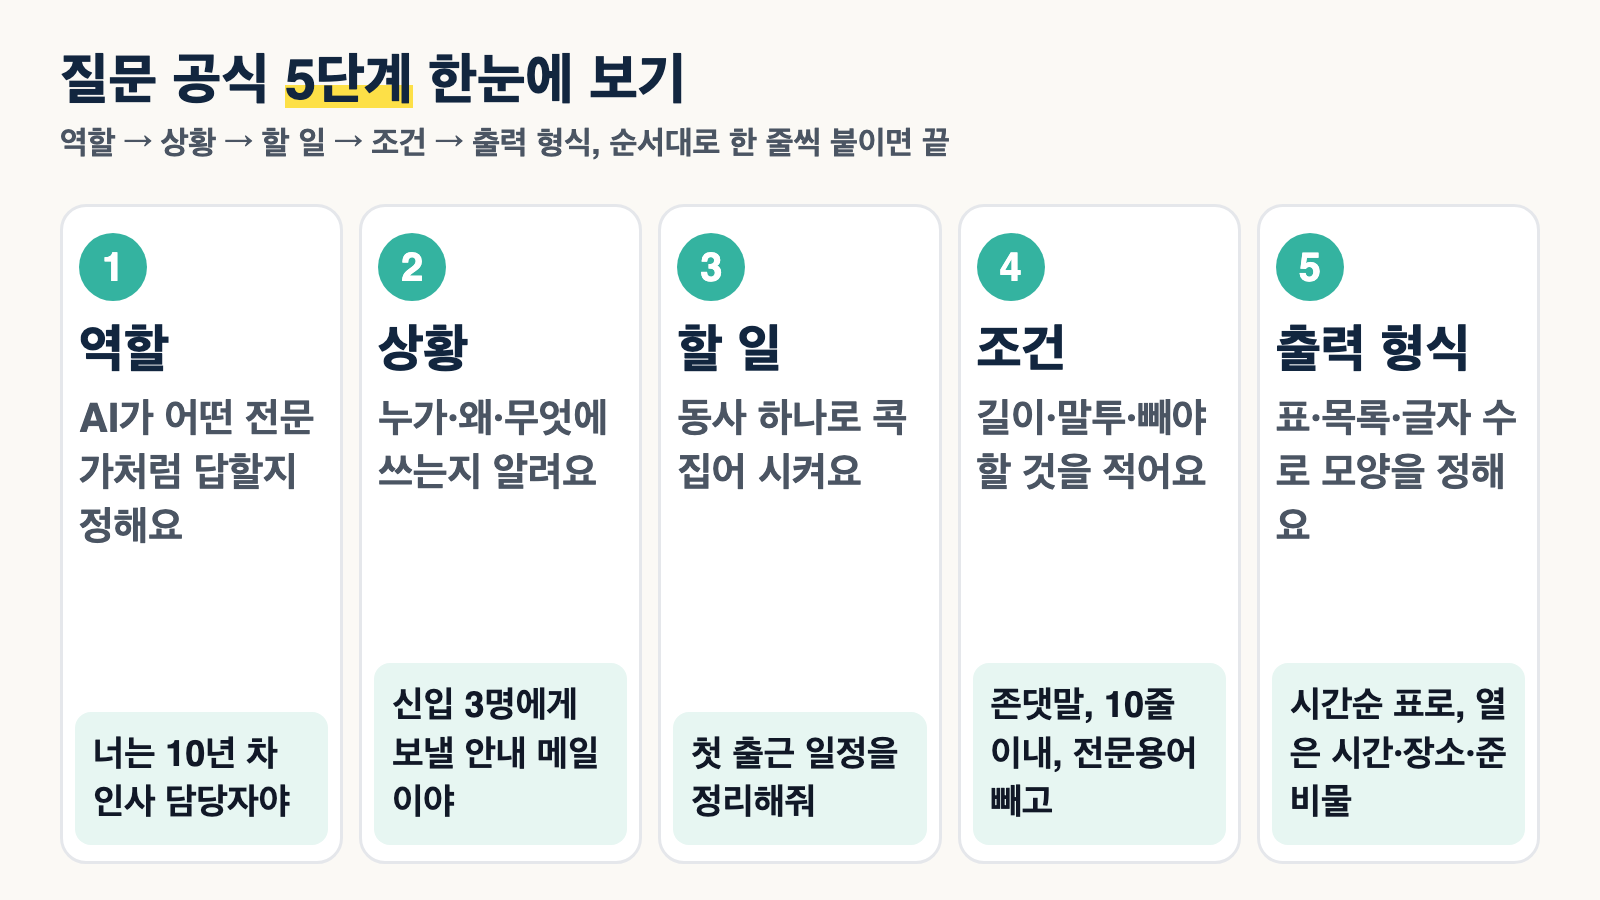 질문 공식 5단계 한눈에 보기
역할 → 상황 → 할 일 → 조건 → 출력 형식, 순서대로 한 줄씩 붙이면 끝
1
역할
AI가 어떤 전문
가처럼 답할지
정해요
너는 10년 차
인사 담당자야
2
상황
누가·왜·무엇에
쓰는지 알려요
신입 3명에게
보낼 안내 메일
이야
3
할 일
동사 하나로 콕
집어 시켜요
첫 출근 일정을
정리해줘
4
조건
길이·말투·빼야
할 것을 적어요
존댓말, 10줄
이내, 전문용어
빼고
5
출력 형식
표·목록·글자 수
로 모양을 정해
요
시간순 표로, 열
은 시간·장소·준
비물